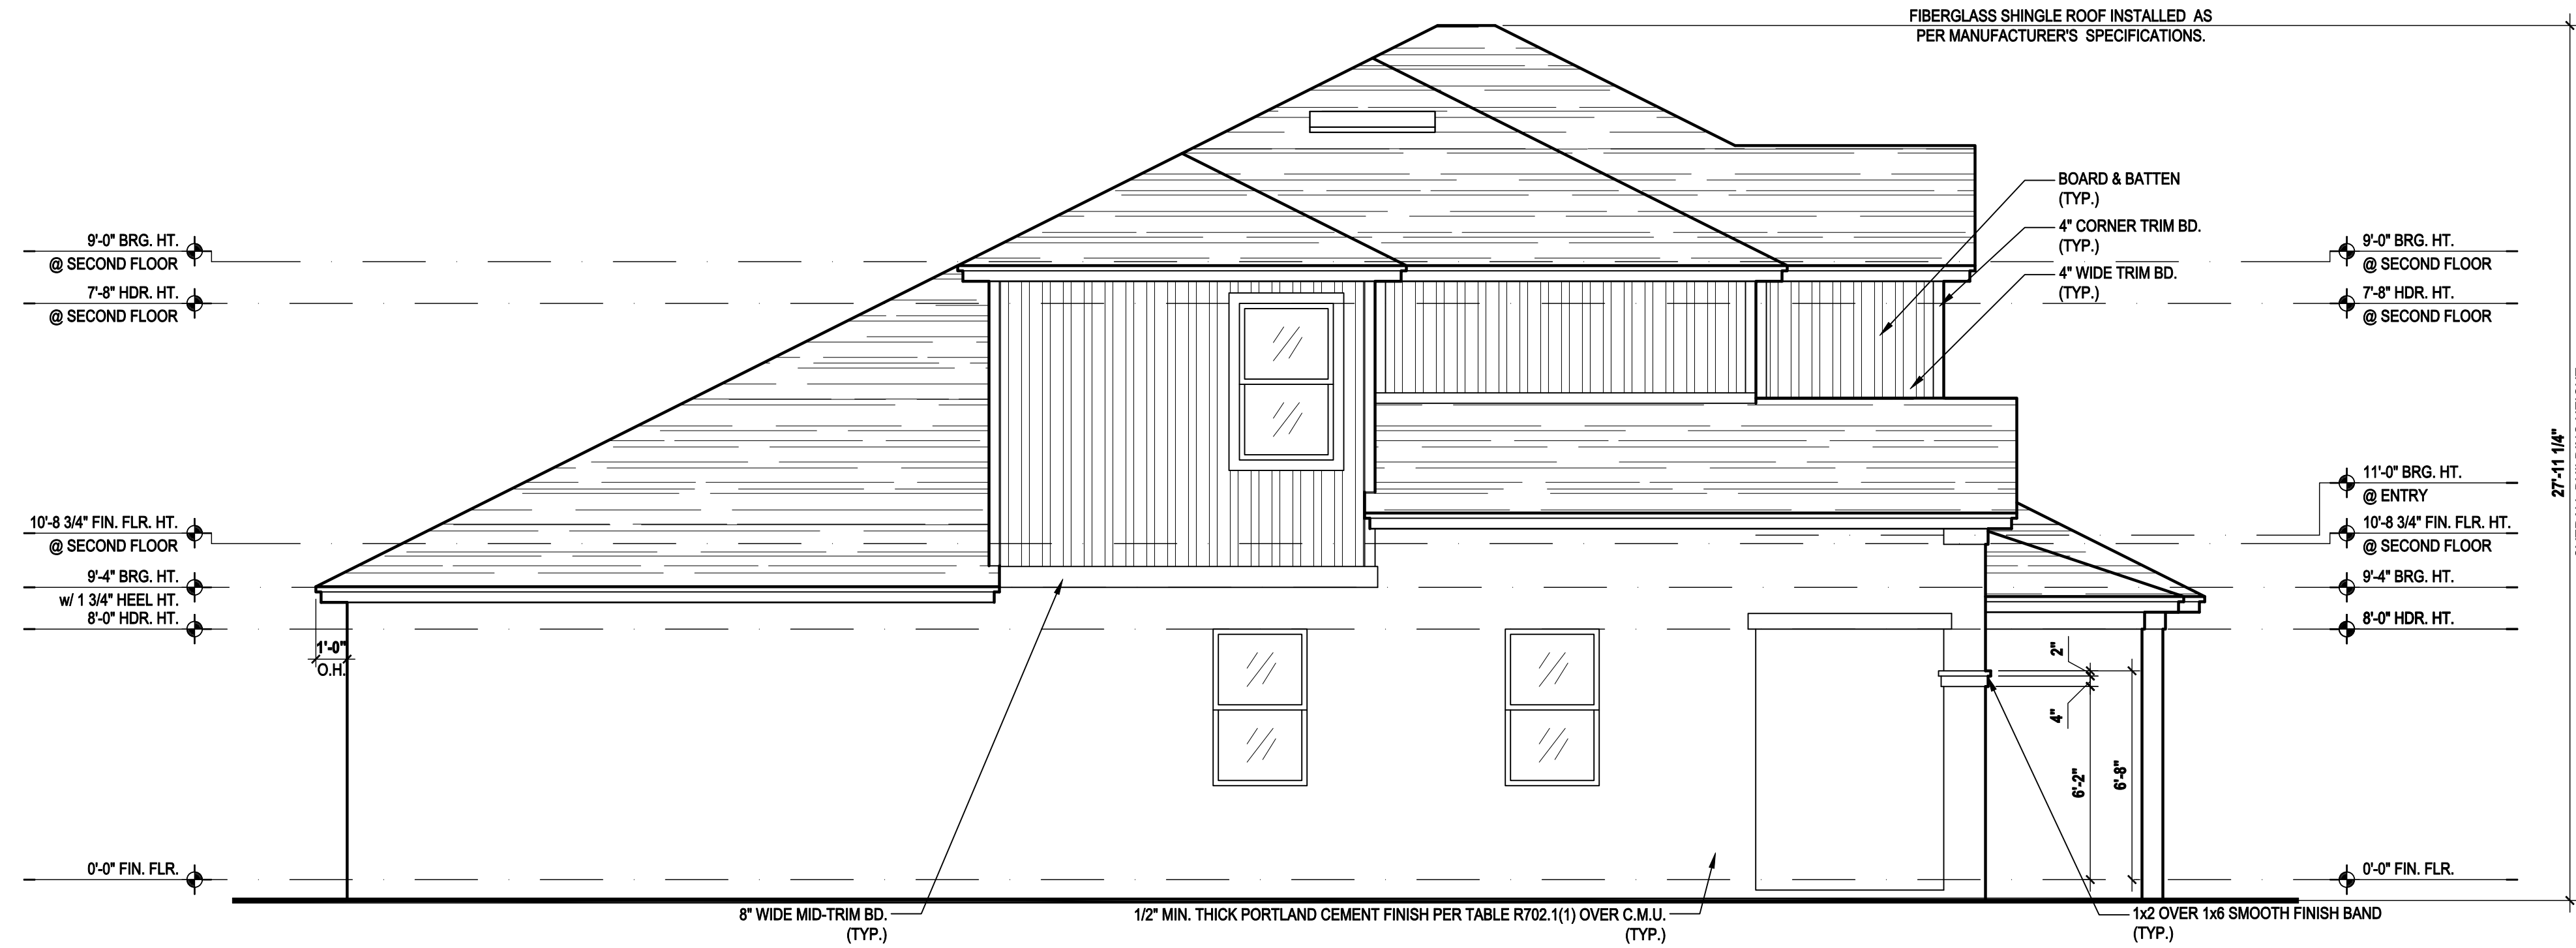 FIBERGLASS SHINGLE ROOF INSTALLED AS
PER MANUFACTURER'S SPECIFICATIONS.
BOARD & BATTEN
(TYP.)
4" CORNER TRIM BD.
(TYP.)
4" WIDE TRIM BD.
(TYP.)
9'-0" BRG. HT.
@ SECOND FLOOR
7'-8" HDR. HT.
@ SECOND FLOOR
10'-8 3/4" FIN. FLR. HT.
@ SECOND FLOOR
9'-4" BRG. HT.
w/ 1 3/4" HEEL HT.
8'-0" HDR. HT.
1'-0"
O.H.
0'-0" FIN. FLR.
9'-0" BRG. HT.
@ SECOND FLOOR
7'-8" HDR. HT.
@ SECOND FLOOR
11'-0" BRG. HT.
@ ENTRY
10'-8 3/4" FIN. FLR. HT.
@ SECOND FLOOR
9'-4" BRG. HT.
8'-0" HDR. HT.
0'-0" FIN. FLR.
27'-11 1/4"
2"
4"
6'-2"
6'-8"
8" WIDE MID-TRIM BD.
(TYP.)
1/2" MIN. THICK PORTLAND CEMENT FINISH PER TABLE R702.1(1) OVER C.M.U.
(TYP.)
1x2 OVER 1x6 SMOOTH FINISH BAND
(TYP.)